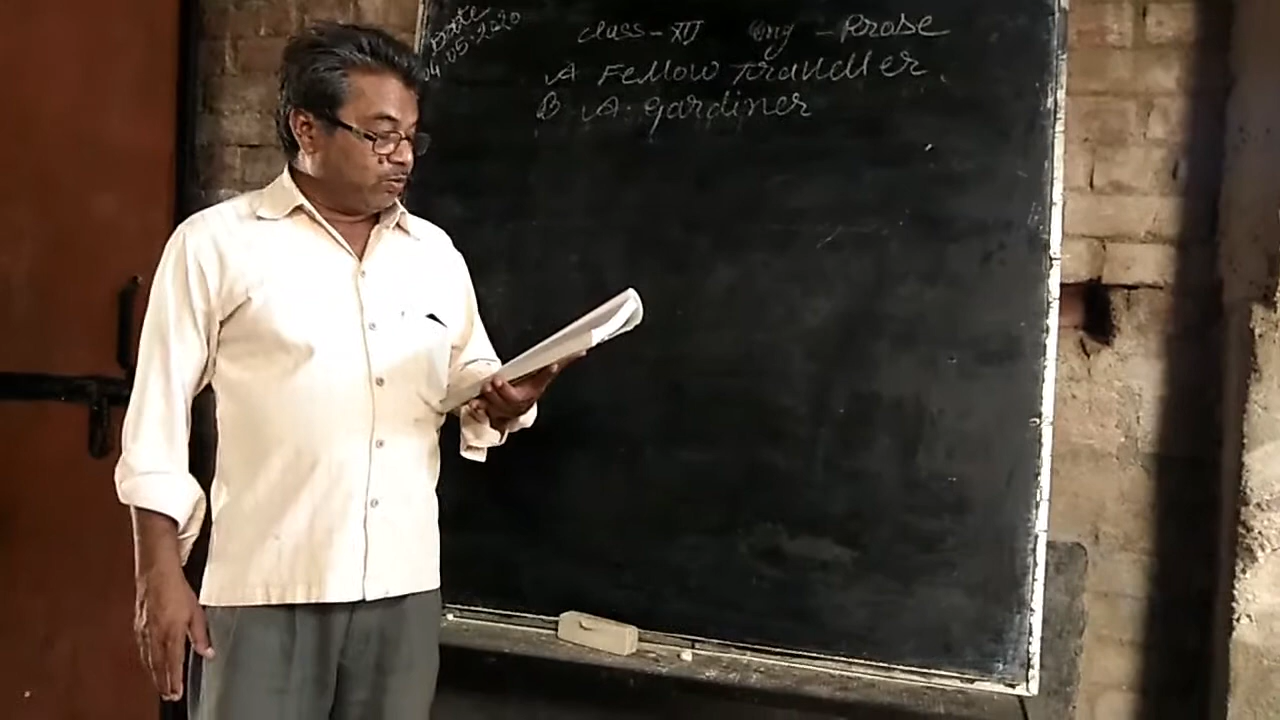 Date
04.05.2020
class - XII Eng - Prose
A Fellow Traveller.
B A. gardiner